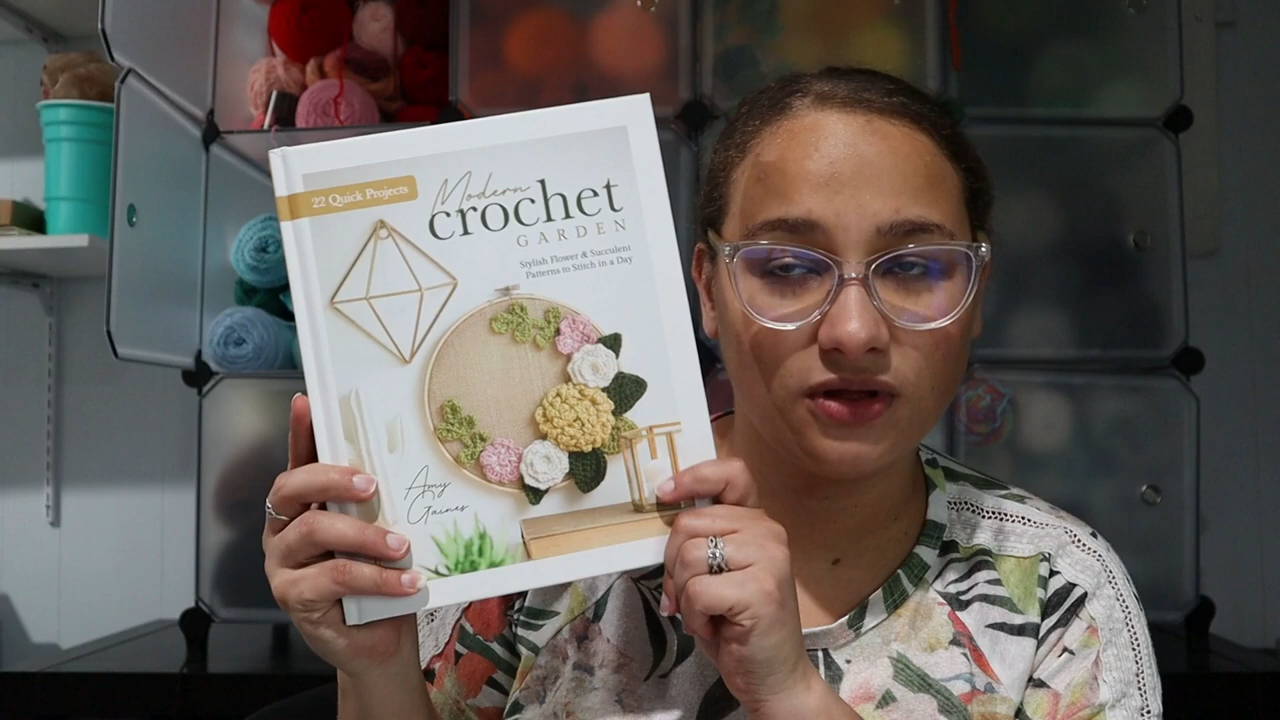 22 Quick Projects
Modern
crochet
GARDEN
Stylish Flower & Succulent
Patterns to Stitch in a Day
Amy
Gaines